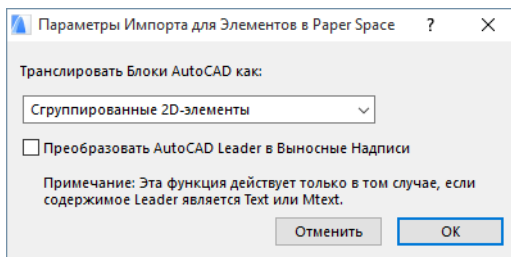 Параметры Импорта для Элементов в Paper Space ? ✕
Транслировать Блоки AutoCAD как:
Сгруппированные 2D-элементы
Преобразовать AutoCAD Leader в Выносные Надписи
Примечание: Эта функция действует только в том случае, если
содержимое Leader является Text или Mtext.
Отменить OK